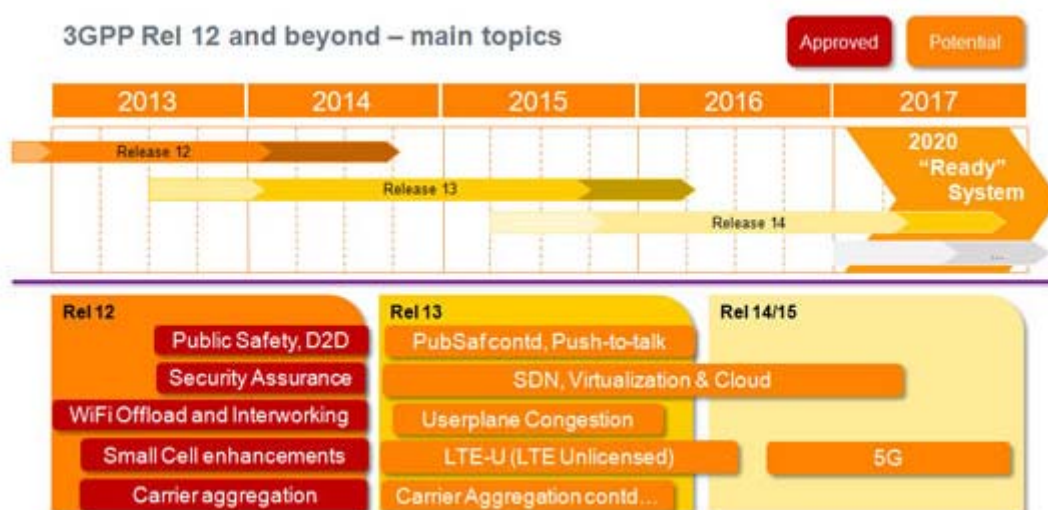 3GPP Rel 12 and beyond – main topics
Approved
Potential
2013 2014 2015 2016 2017
Release 12
2020
"Ready"
System
Release 13
Release 14
...
Rel 12
Rel 13
Rel 14/15
Public Safety, D2D
PubSafcontd, Push-to-talk
Security Assurance
SDN, Virtualization & Cloud
WiFi Offload and Interworking
Userplane Congestion
Small Cell enhancements
LTE-U (LTE Unlicensed)
5G
Carrier aggregation
Carrier Aggregation contd...